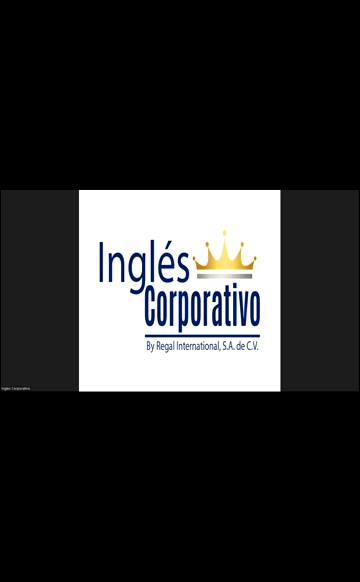 Inglés
Corporativo
By Regal International, S.A. de C.V.
Inglés Corporativo